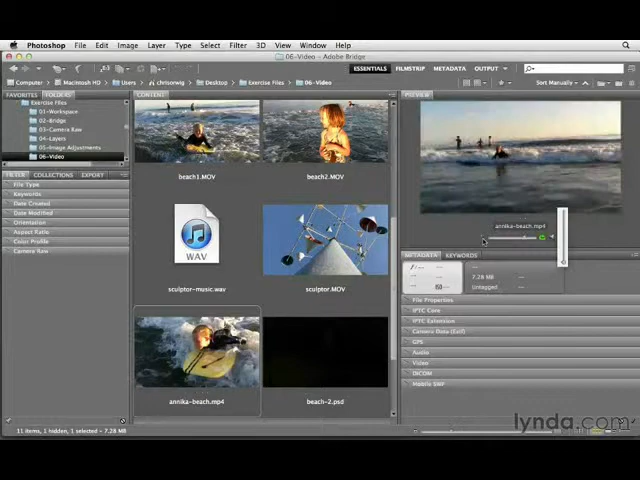 Photoshop File Edit Image Layer Type Select Filter 3D View Window Help
06-Video — Adobe Bridge
ESSENTIALS FILMSTRIP METADATA OUTPUT
Computer Macintosh HD Users chrisorwig Desktop Exercise Files 06-Video
Sort Manually
FAVORITES FOLDERS
Exercise Files
01-Workspace
02-Bridge
03-Camera Raw
04-Layers
05-Image Adjustments
06-Video
FILTER COLLECTIONS EXPORT
File Type
Keywords
Date Created
Date Modified
Orientation
Aspect Ratio
Color Profile
Camera Raw
CONTENT
beach1.MOV
beach2.MOV
WAV
sculptor-music.wav
sculptor.MOV
annika-beach.mp4
beach-2.psd
PREVIEW
annika-beach.mp4
METADATA KEYWORDS
7.28 MB
Untagged
File Properties
IPTC Core
IPTC Extension
Camera Data (Exif)
GPS
Audio
Video
DICOM
Mobile SWF
11 items, 1 hidden, 1 selected - 7.28 MB
lynda.com